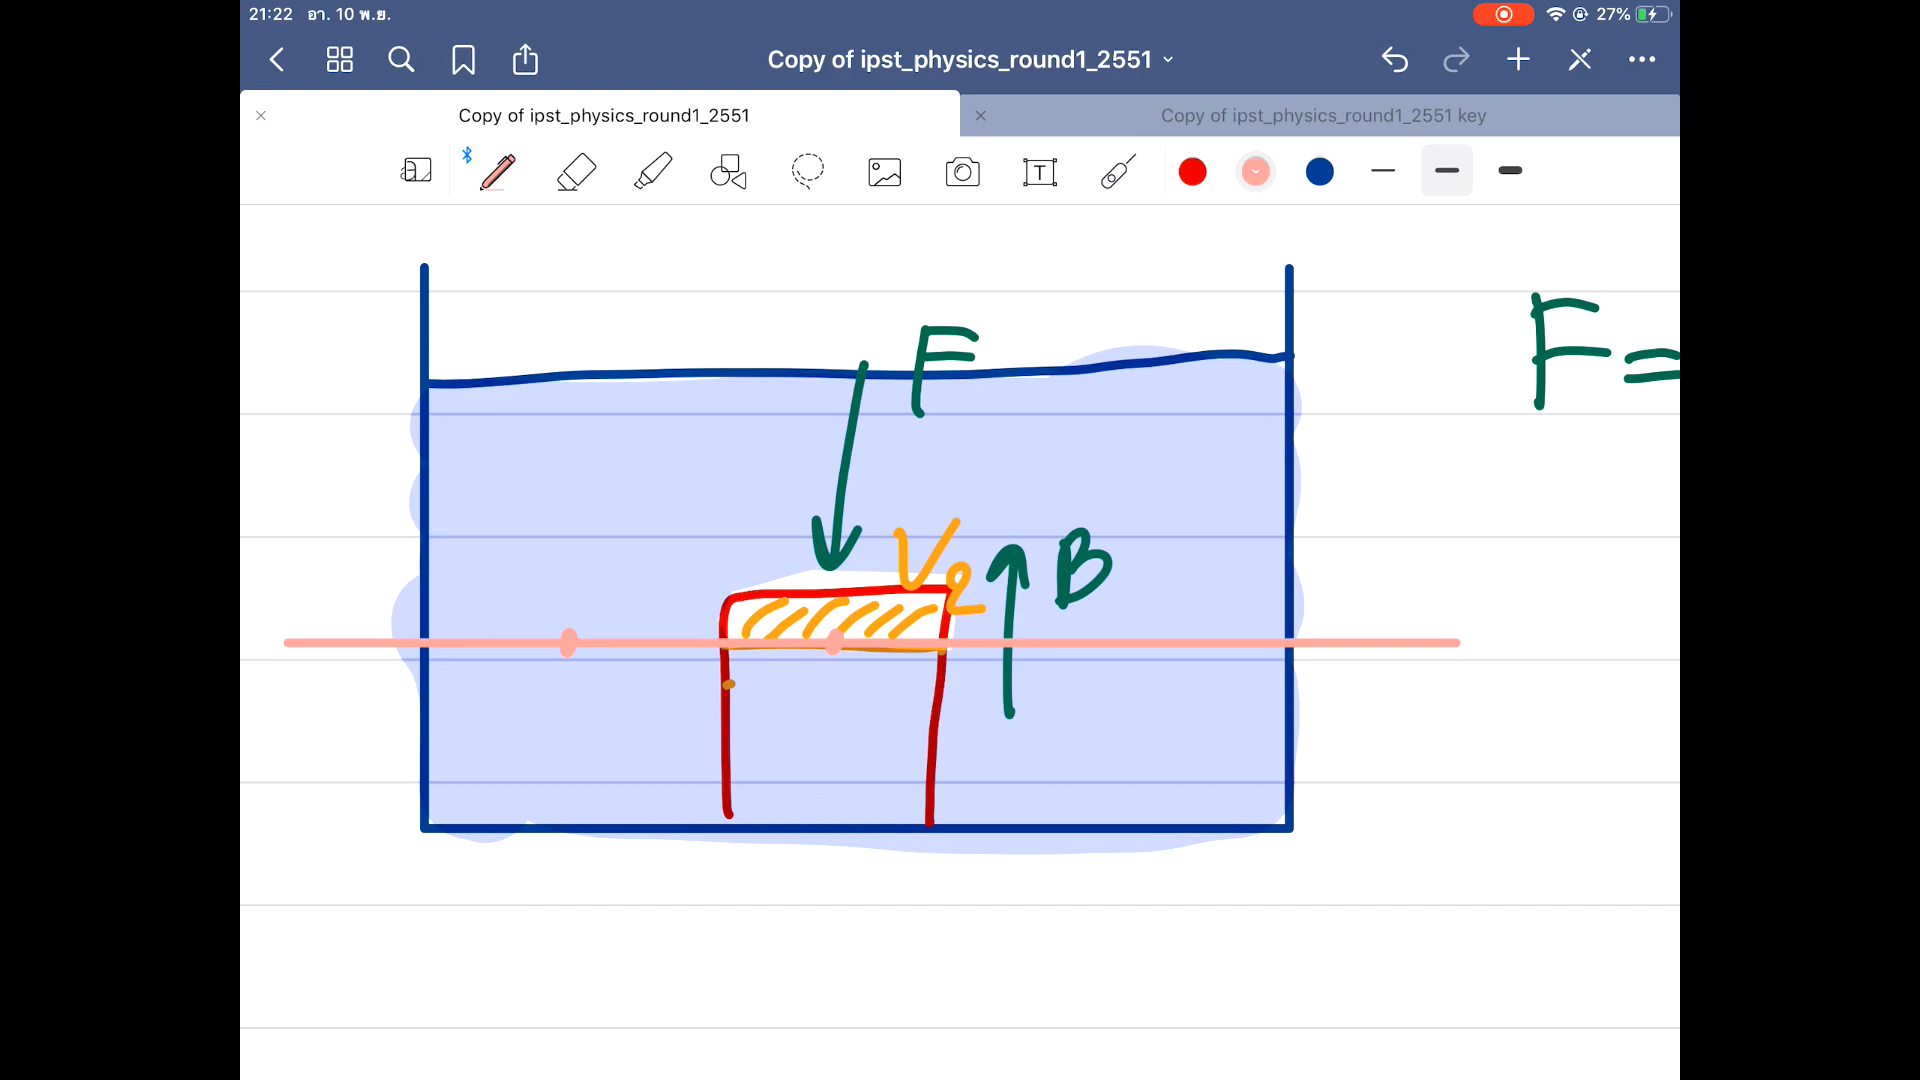 21:22 อา. 10 พ.ย. 27%
Copy of ipst_physics_round1_2551
Copy of ipst_physics_round1_2551
Copy of ipst_physics_round1_2551 key
T
F
F=
V2
B